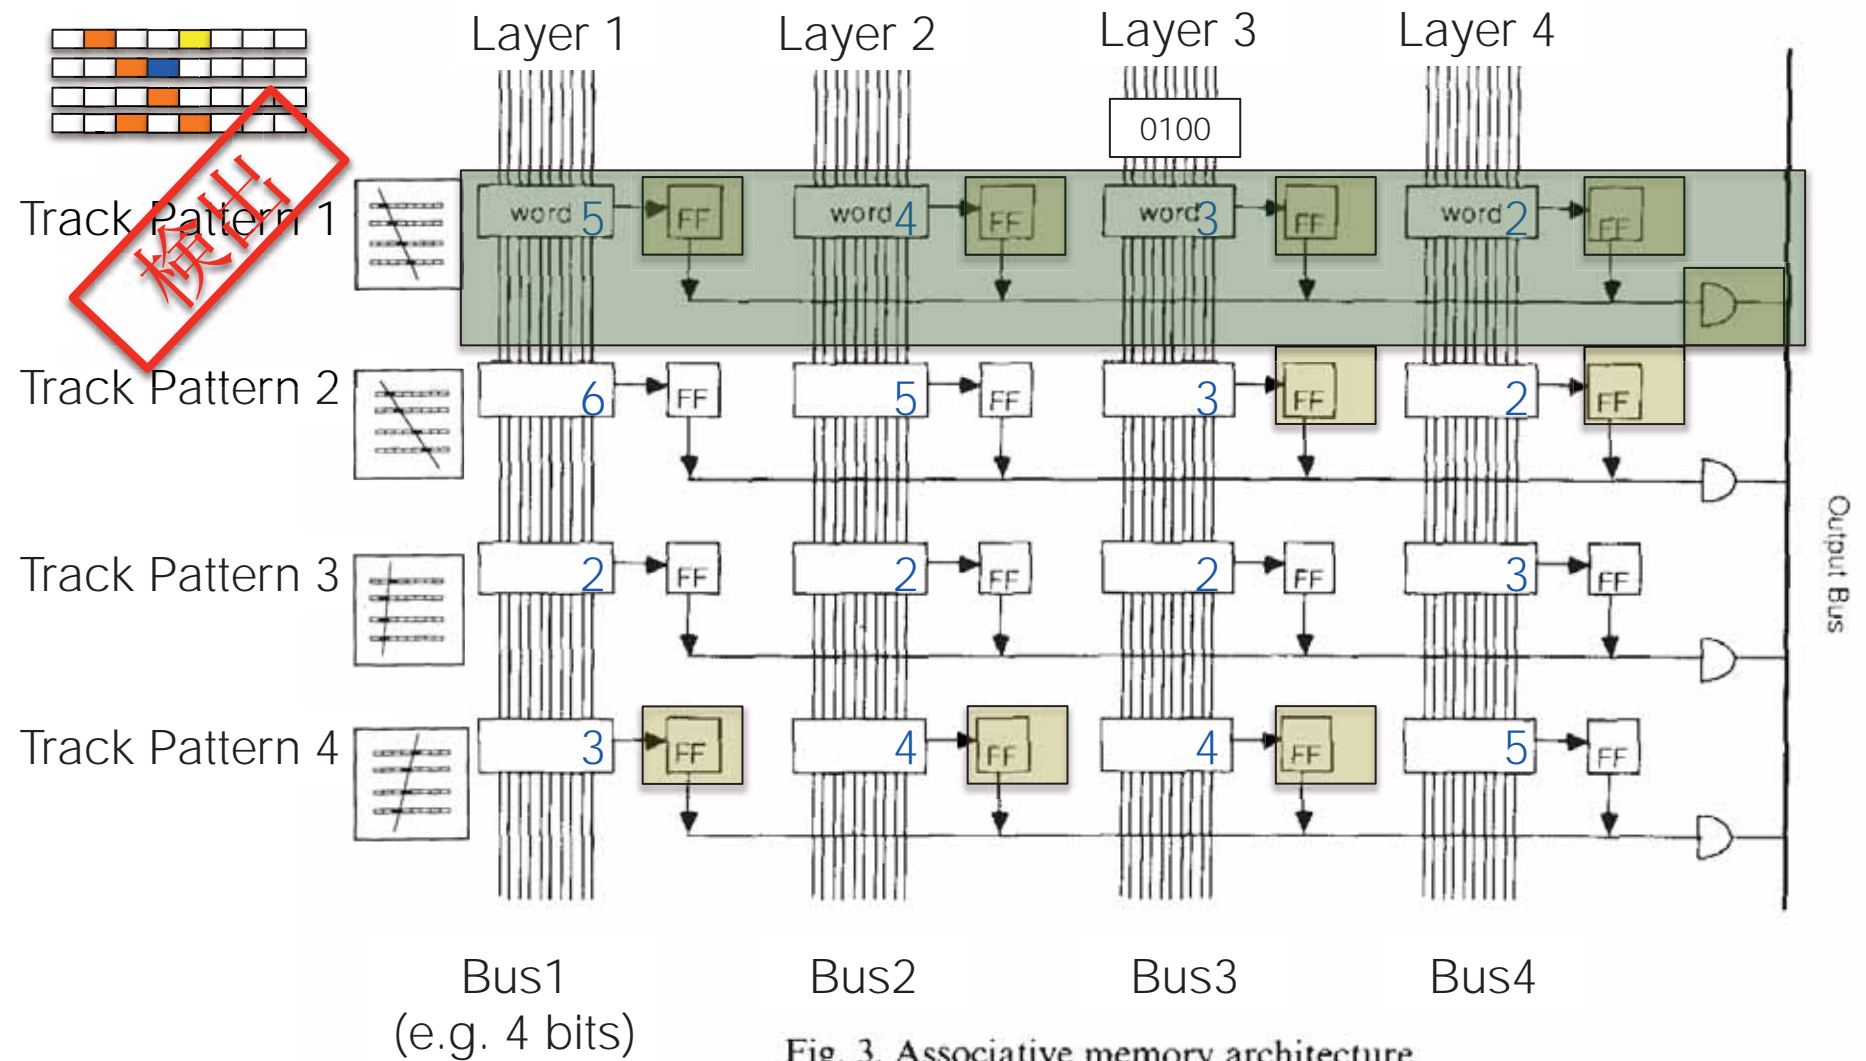 Layer 1 Layer 2 Layer 3 Layer 4
0100
検出
Track Pattern 1 word 5 FF word 4 FF word 3 FF word 2 FF
Track Pattern 2 6 FF 5 FF 3 FF 2 FF
Output Bus
Track Pattern 3 2 FF 2 FF 2 FF 3 FF
Track Pattern 4 3 FF 4 FF 4 FF 5 FF
Bus1 Bus2 Bus3 Bus4
(e.g. 4 bits)
Fig. 3. Associative memory architecture